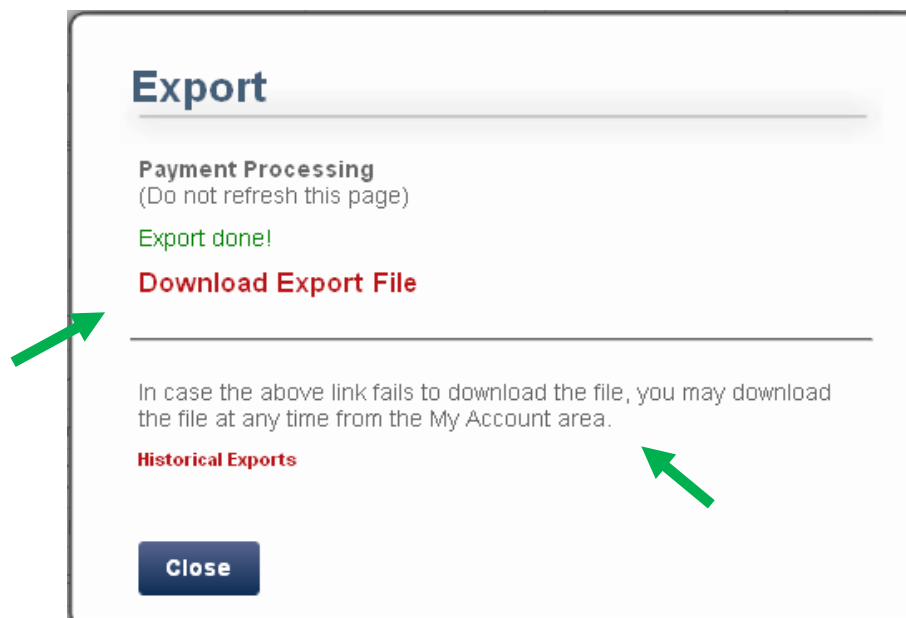 Export
Payment Processing
(Do not refresh this page)
Export done!
Download Export File
In case the above link fails to download the file, you may download
the file at any time from the My Account area.
Historical Exports
Close